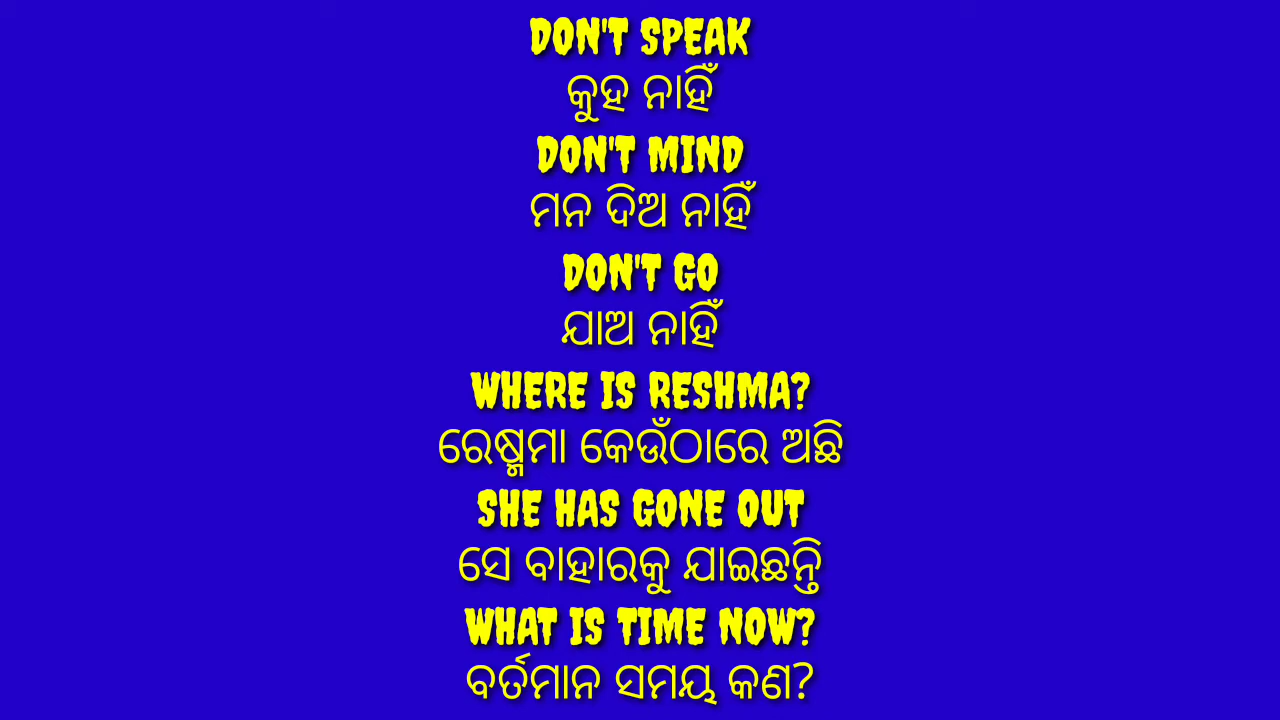 DON'T SPEAK
କୁହ ନାହିଁ
DON'T MIND
ମନ ଦିଅ ନାହିଁ
DON'T GO
ଯାଅ ନାହିଁ
WHERE IS RESHMA?
ରେଷ୍ମମା କେଉଁଠାରେ ଅଛି
SHE HAS GONE OUT
ସେ ବାହାରକୁ ଯାଇଛନ୍ତି
WHAT IS TIME NOW?
ବର୍ତମାନ ସମୟ କଣ?